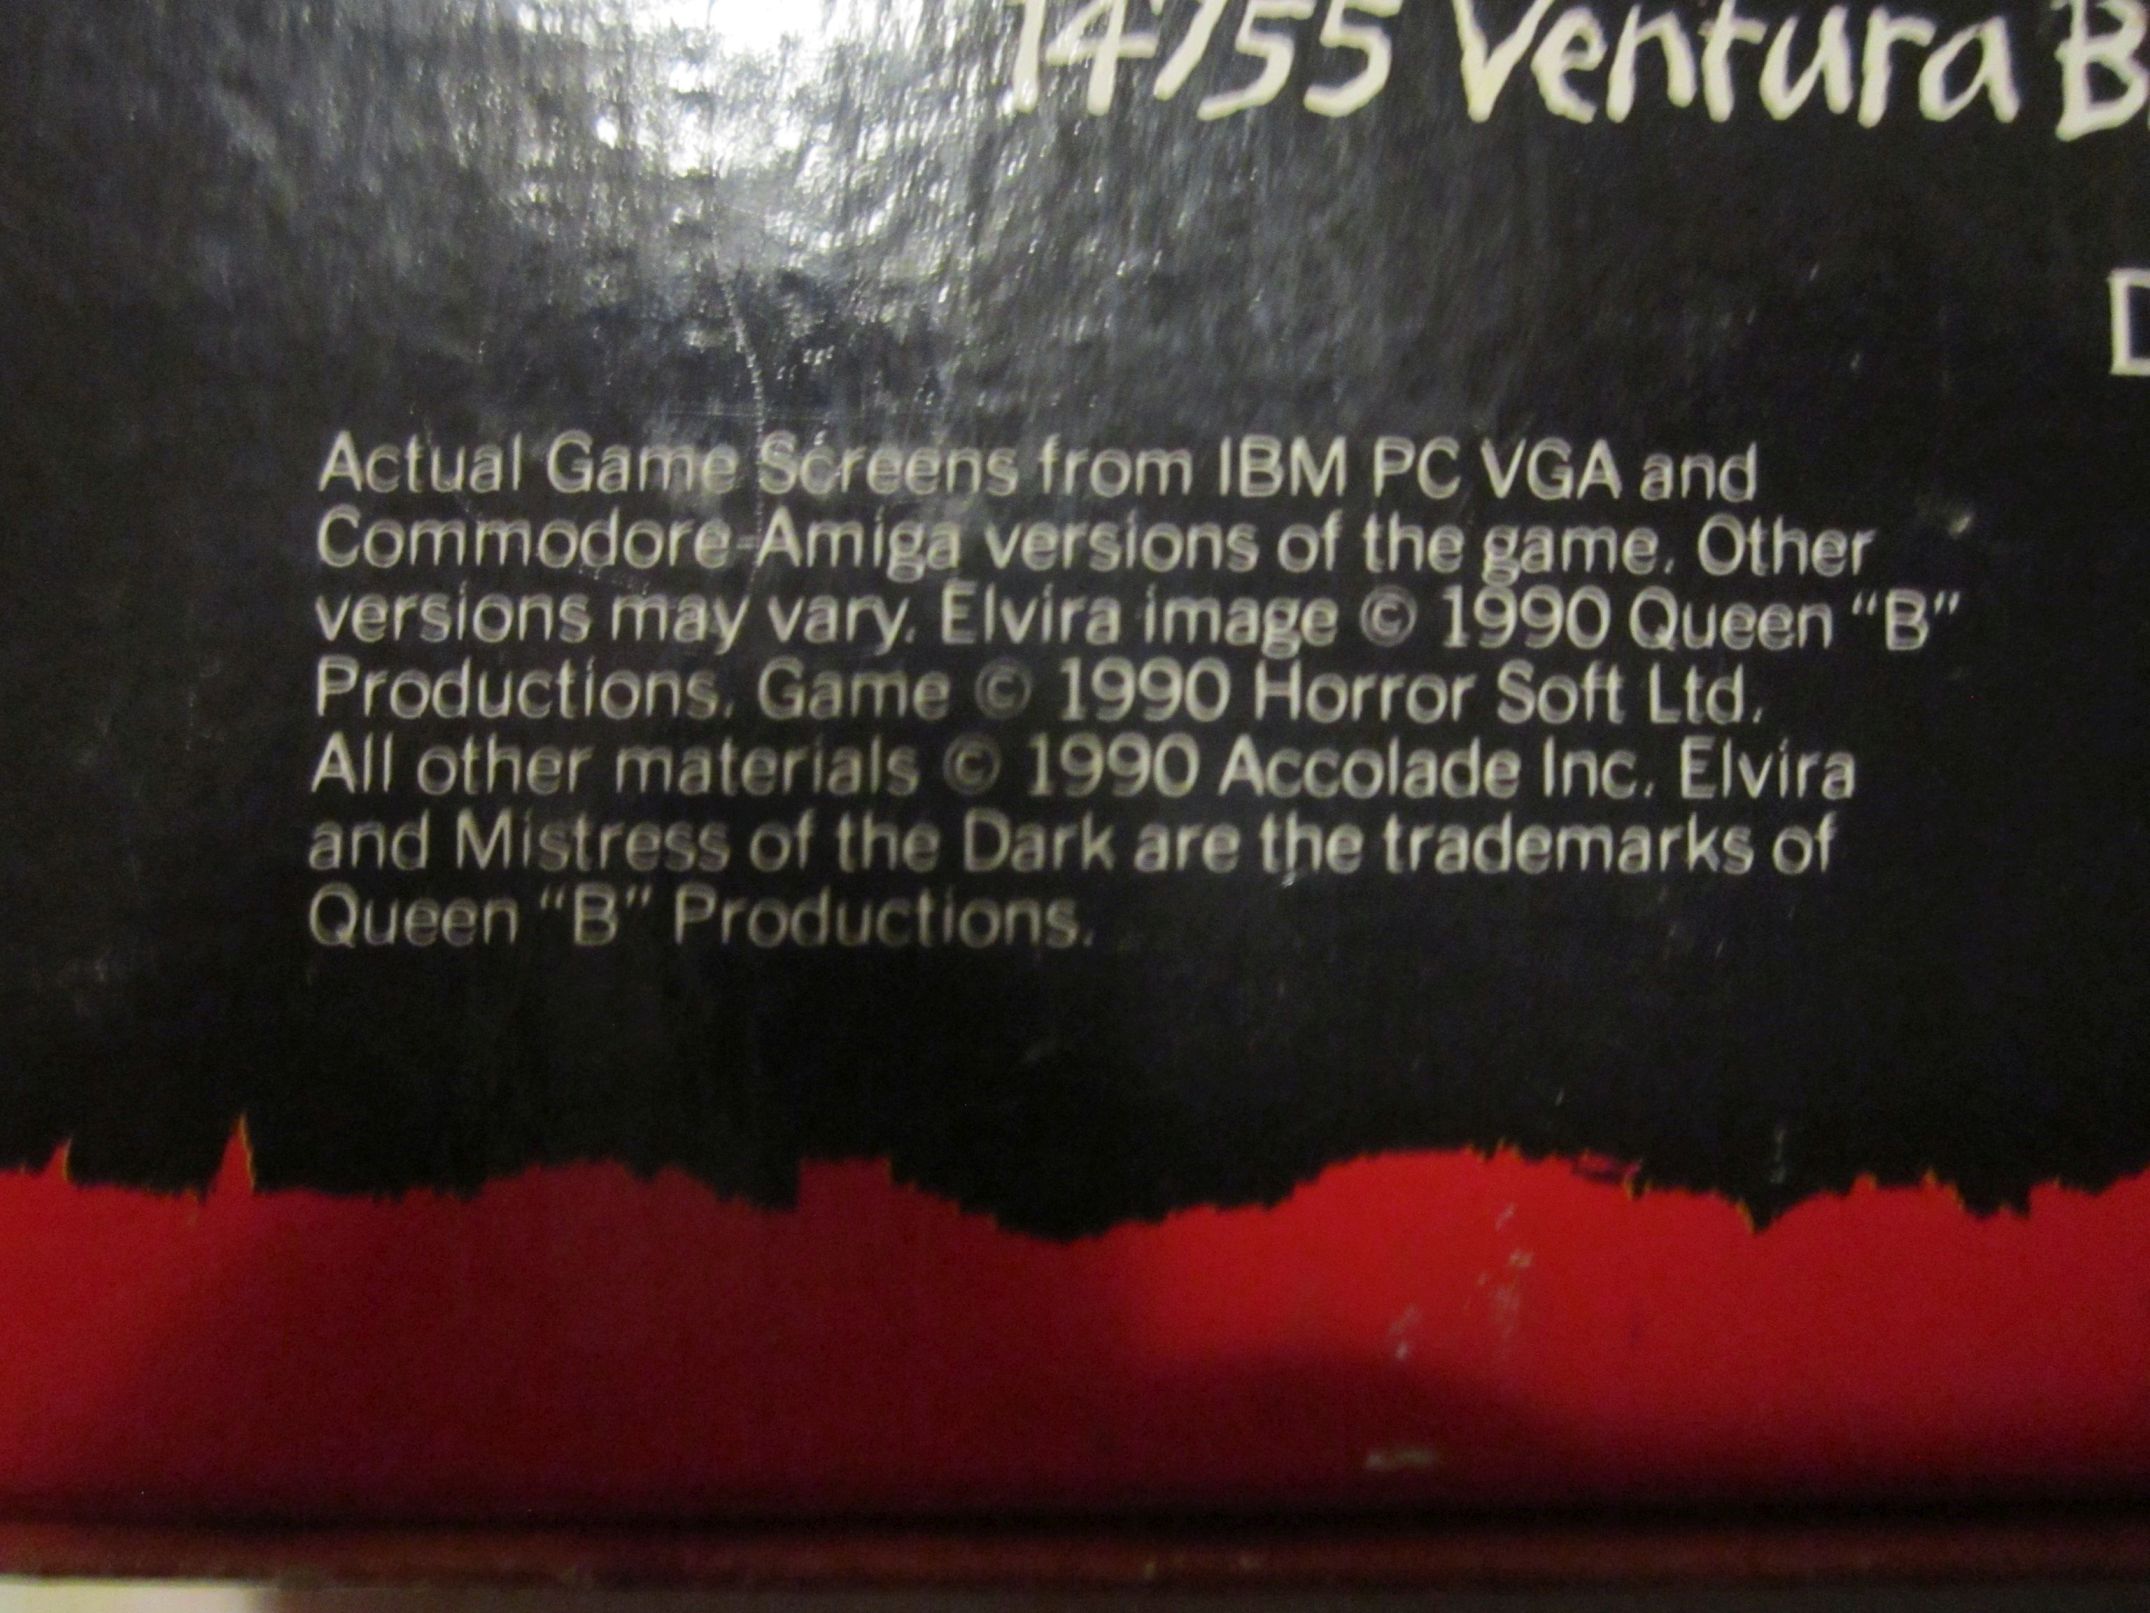 14755 Ventura B
D
Actual Game Screens from IBM PC VGA and
Commodore-Amiga versions of the game. Other
versions may vary. Elvira image © 1990 Queen "B"
Productions. Game © 1990 Horror Soft Ltd.
All other materials © 1990 Accolade Inc. Elvira
and Mistress of the Dark are the trademarks of
Queen "B" Productions.